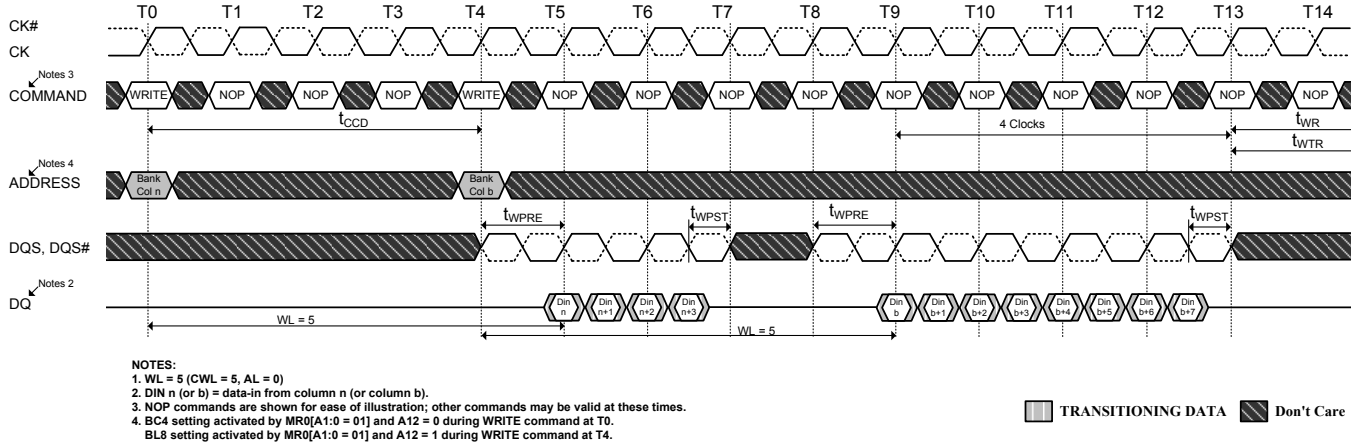 T0 T1 T2 T3 T4 T5 T6 T7 T8 T9 T10 T11 T12 T13 T14
CK#
CK
Notes 3
COMMAND WRITE NOP NOP NOP WRITE NOP NOP NOP NOP NOP NOP NOP NOP NOP NOP
tCCD 4 Clocks tWR
tWTR
Notes 4
ADDRESS Bank Col n Bank Col b
tWPRE tWPST tWPRE tWPST
DQS, DQS#
Notes 2
DQ Din n Din n+1 Din n+2 Din n+3 Din b Din b+1 Din b+2 Din b+3 Din b+4 Din b+5 Din b+6 Din b+7
WL = 5 WL = 5
NOTES:
1. WL = 5 (CWL = 5, AL = 0)
2. DIN n (or b) = data-in from column n (or column b).
3. NOP commands are shown for ease of illustration; other commands may be valid at these times.
4. BC4 setting activated by MR0[A1:0 = 01] and A12 = 0 during WRITE command at T0.
BL8 setting activated by MR0[A1:0 = 01] and A12 = 1 during WRITE command at T4.
TRANSITIONING DATA Don't Care